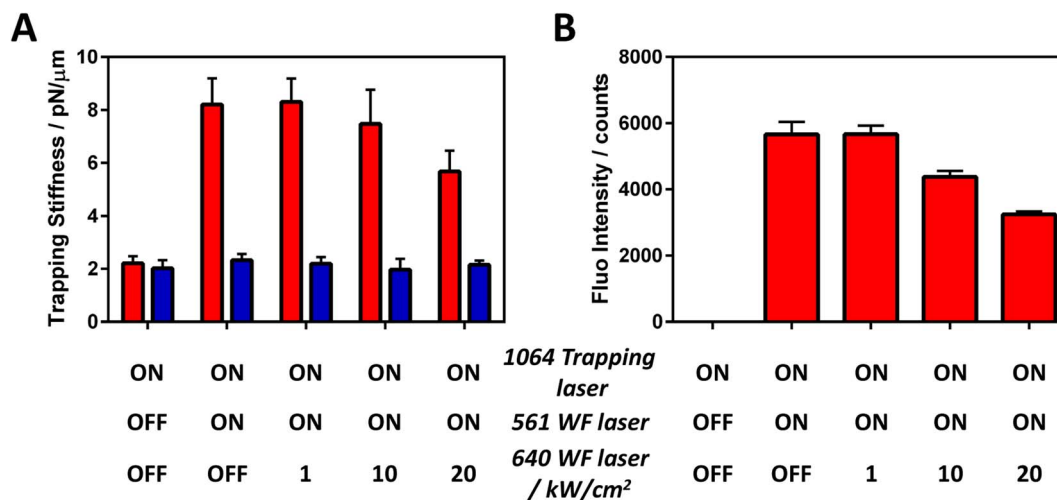 A
B
Trapping Stiffness / pN/μm
10
8
6
4
2
0
Fluo Intensity / counts
8000
6000
4000
2000
0
ON ON ON ON ON 1064 Trapping laser ON ON ON ON ON
OFF ON ON ON ON 561 WF laser OFF ON ON ON ON
OFF OFF 1 10 20 640 WF laser / kW/cm² OFF OFF 1 10 20